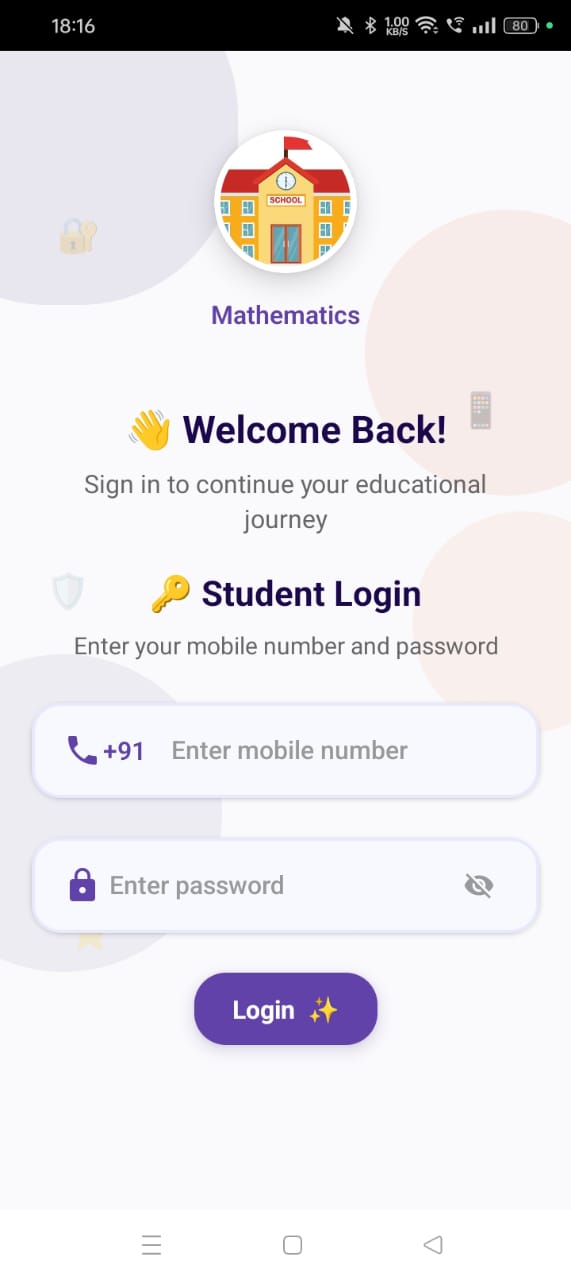 18:16
1.00
KB/S
80
SCHOOL
Mathematics
👋 Welcome Back!
Sign in to continue your educational
journey
🔑 Student Login
Enter your mobile number and password
+91 Enter mobile number
Enter password
Login ✨